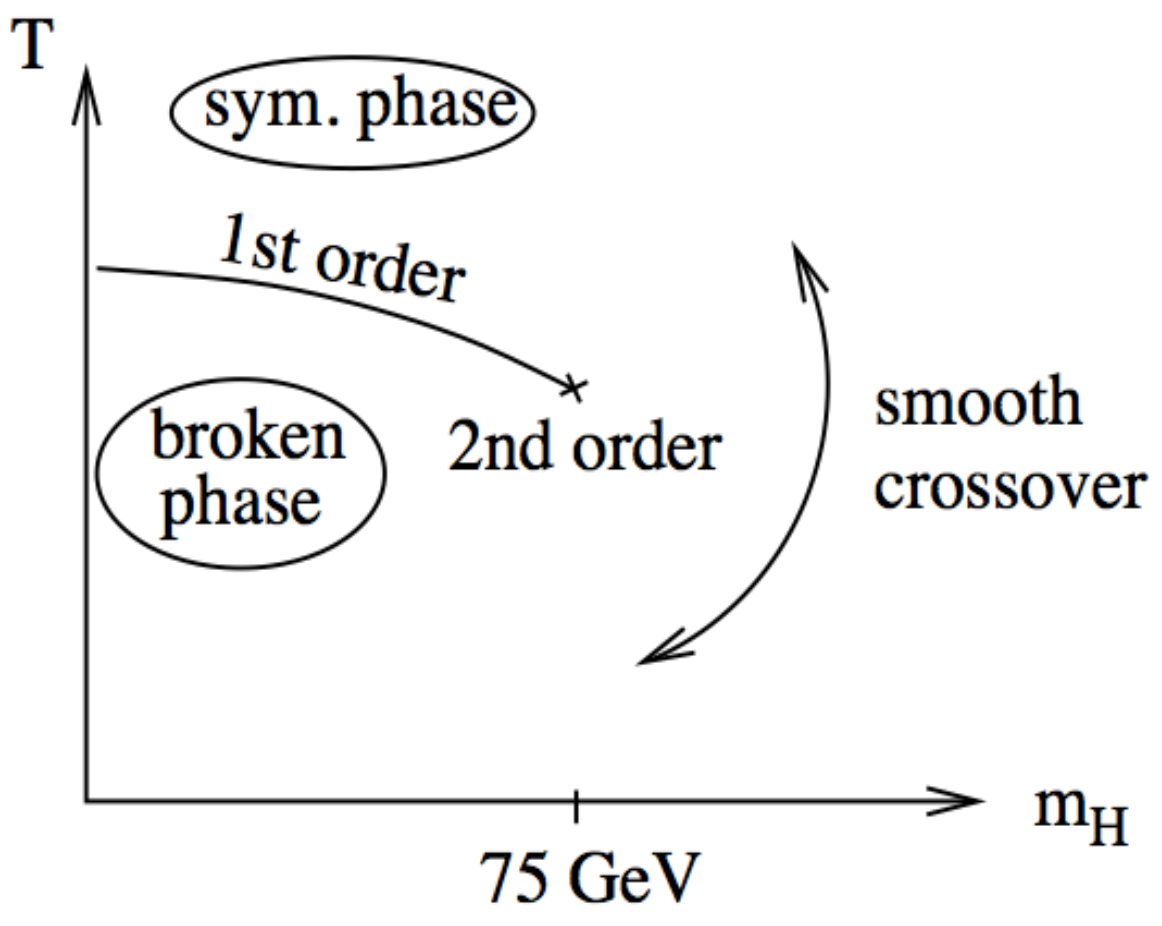 T
sym. phase
1st order
broken
phase
2nd order
smooth
crossover
m_H
75 GeV